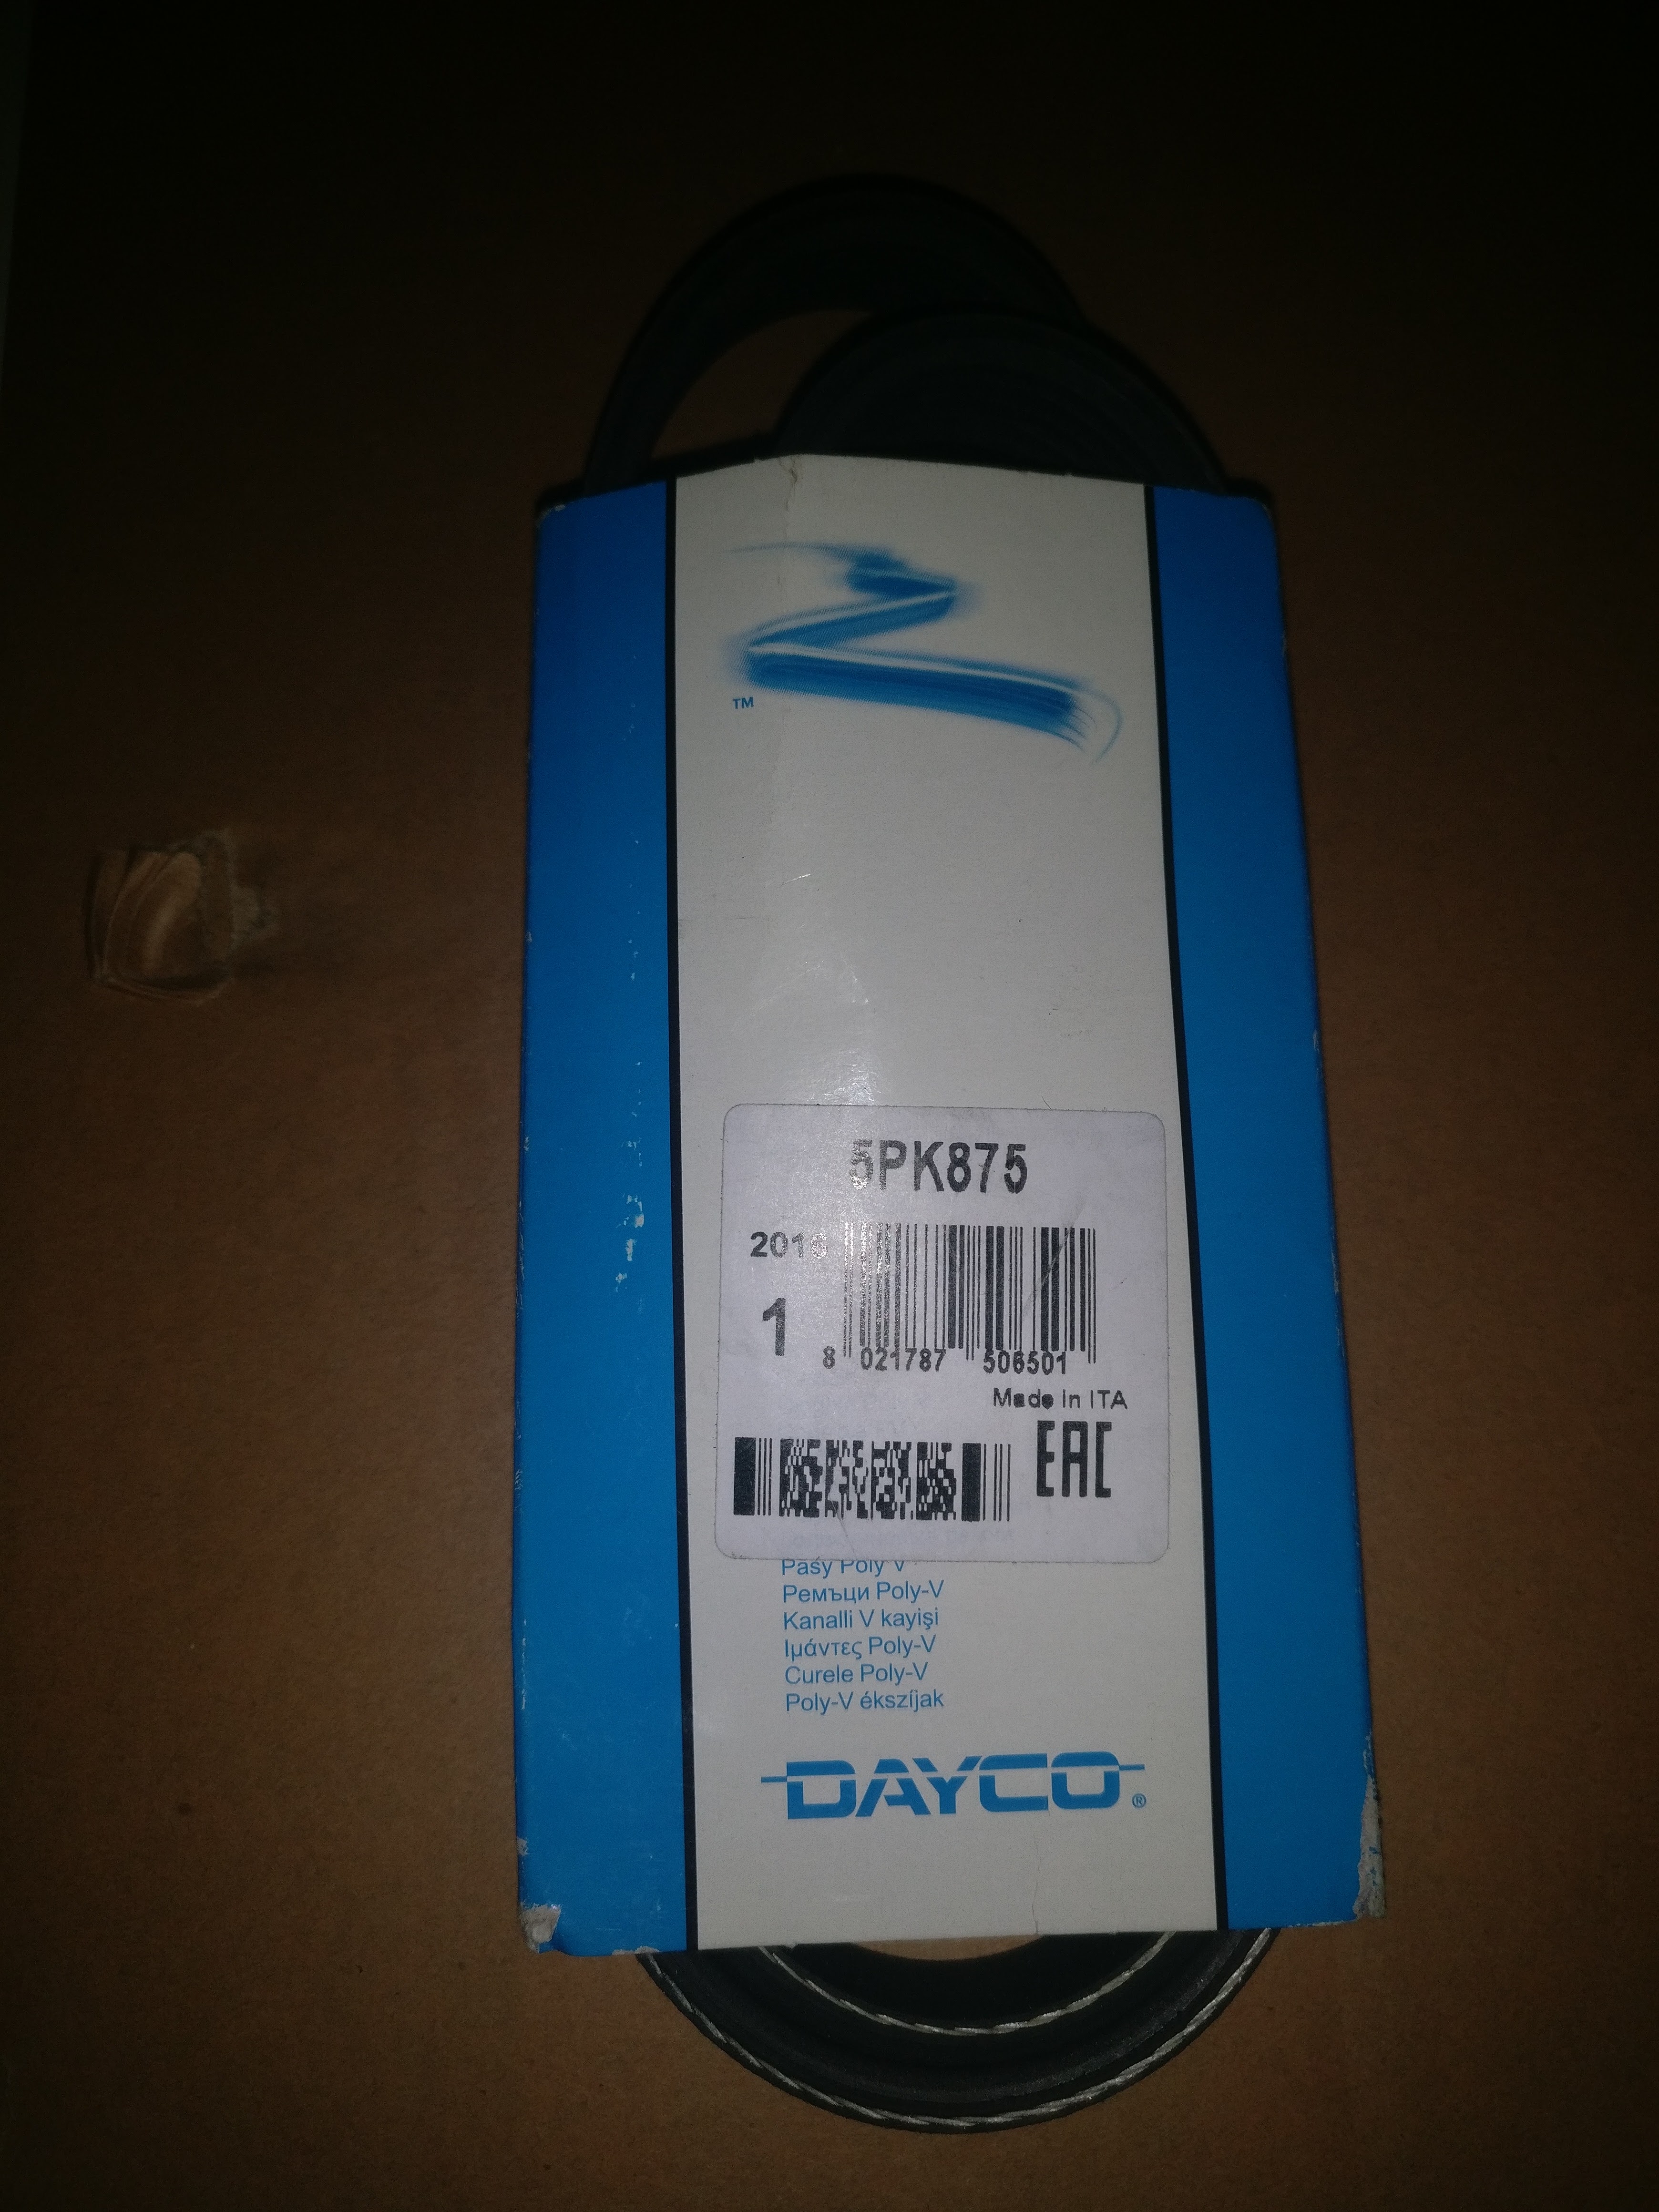 TM
5PK875
2016
1
8 021787 506501
Made in ITA
EAC
Pasy Poly V
Ремъци Poly-V
Kanalli V kayişi
Ιμάντες Poly-V
Curele Poly-V
Poly-V ékszíjak
DAYCO®